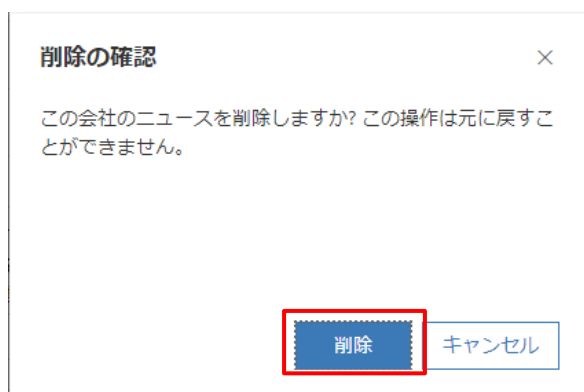 削除の確認
この会社のニュースを削除しますか? この操作は元に戻すこ
とができません。
削除
キャンセル